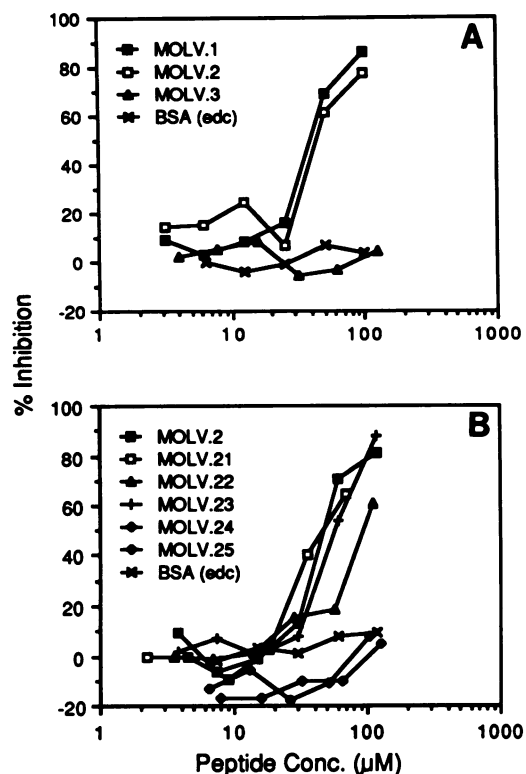 A
100
80
60
40
20
0
-20
MOLV.1
MOLV.2
MOLV.3
BSA (edc)
1 10 100 1000
% Inhibition
B
100
80
60
40
20
0
-20
MOLV.2
MOLV.21
MOLV.22
MOLV.23
MOLV.24
MOLV.25
BSA (edc)
1 10 100 1000
Peptide Conc. (µM)